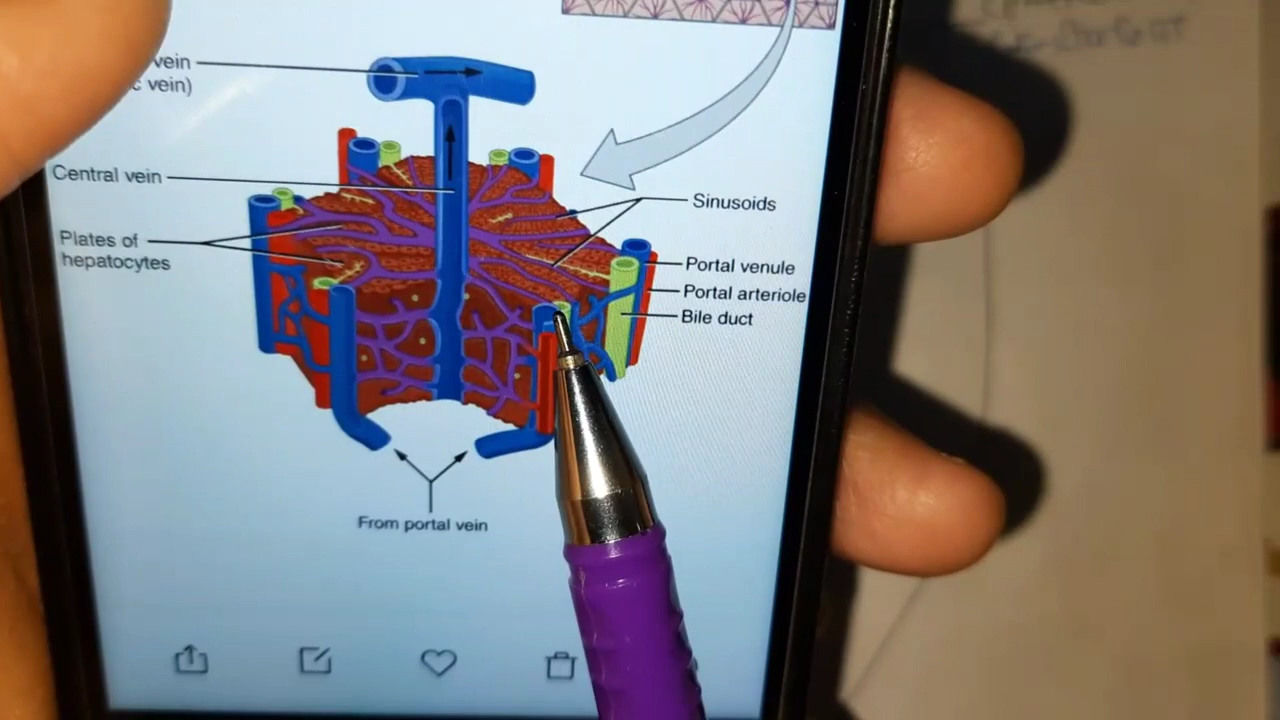 vein
vein)
Central vein
Sinusoids
Plates of
hepatocytes
Portal venule
Portal arteriole
Bile duct
From portal vein